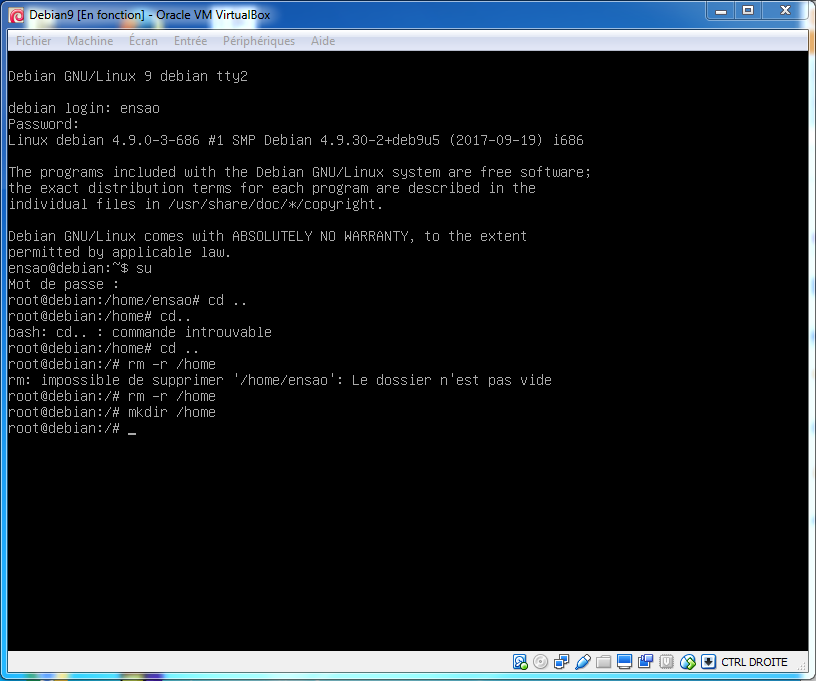 Debian9 [En fonction] - Oracle VM VirtualBox
Fichier Machine Écran Entrée Périphériques Aide
Debian GNU/Linux 9 debian tty2
debian login: ensao
Password:
Linux debian 4.9.0-3-686 #1 SMP Debian 4.9.30-2+deb9u5 (2017-09-19) i686
The programs included with the Debian GNU/Linux system are free software;
the exact distribution terms for each program are described in the
individual files in /usr/share/doc/*/copyright.
Debian GNU/Linux comes with ABSOLUTELY NO WARRANTY, to the extent
permitted by applicable law.
ensao@debian:~$ su
Mot de passe :
root@debian:/home/ensao# cd ..
root@debian:/home# cd..
bash: cd.. : commande introuvable
root@debian:/home# cd ..
root@debian:/# rm -r /home
rm: impossible de supprimer '/home/ensao': Le dossier n'est pas vide
root@debian:/# rm -r /home
root@debian:/# mkdir /home
root@debian:/# _
CTRL DROITE